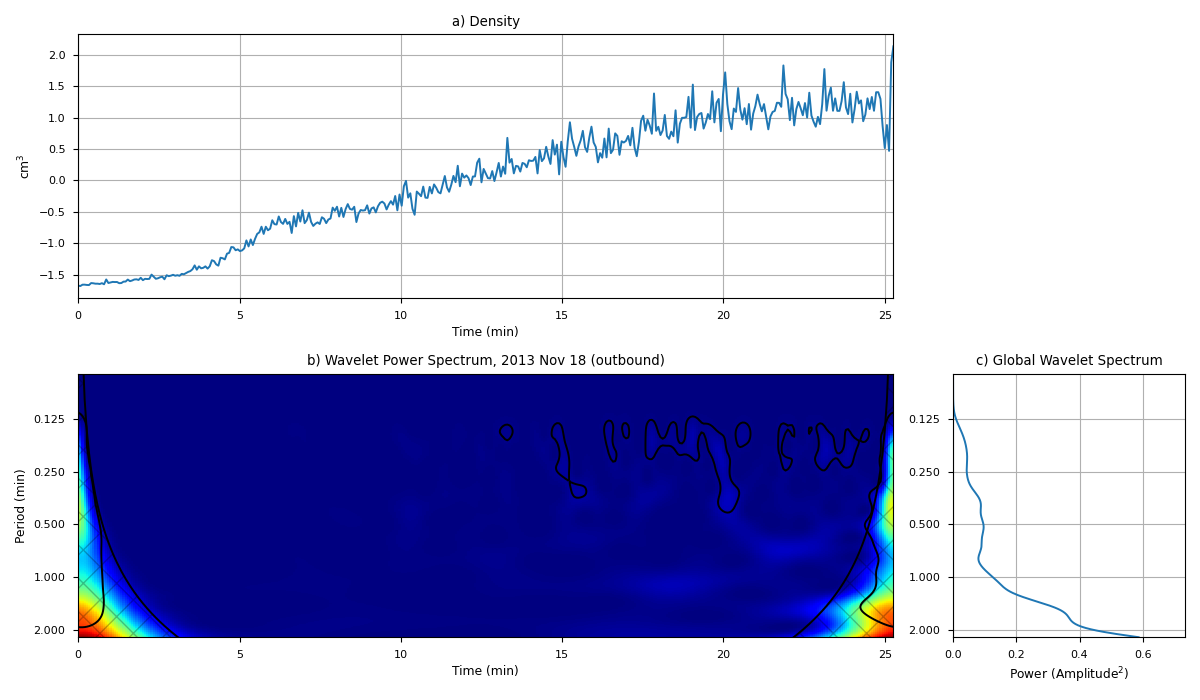 a) Density
2.0
1.5
1.0
0.5
0.0
−0.5
−1.0
−1.5
cm³
0 5 10 15 20 25
Time (min)
b) Wavelet Power Spectrum, 2013 Nov 18 (outbound)
0.125
0.250
0.500
1.000
2.000
Period (min)
0 5 10 15 20 25
Time (min)
c) Global Wavelet Spectrum
0.125
0.250
0.500
1.000
2.000
0.0 0.2 0.4 0.6
Power (Amplitude²)